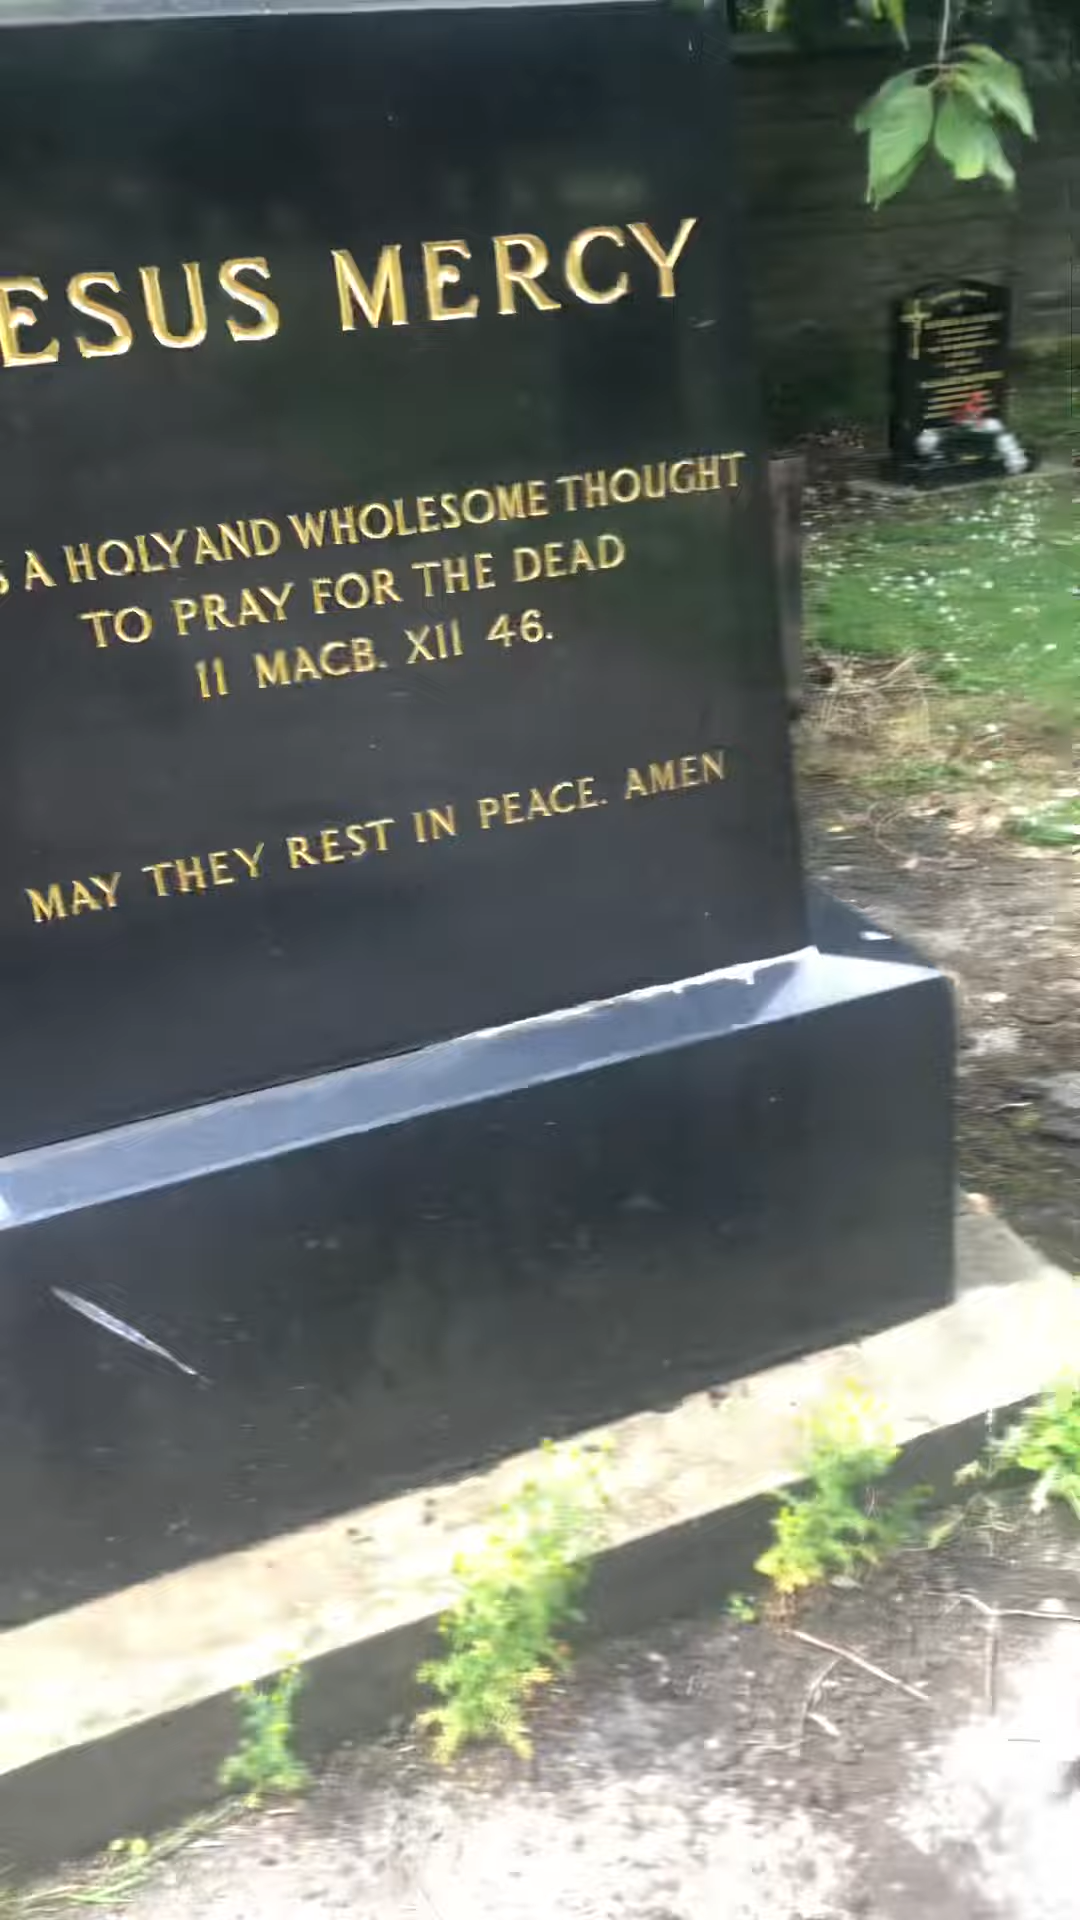 ESUS MERCY
S A HOLY AND WHOLESOME THOUGHT
TO PRAY FOR THE DEAD
II MACB. XII 46.
MAY THEY REST IN PEACE. AMEN